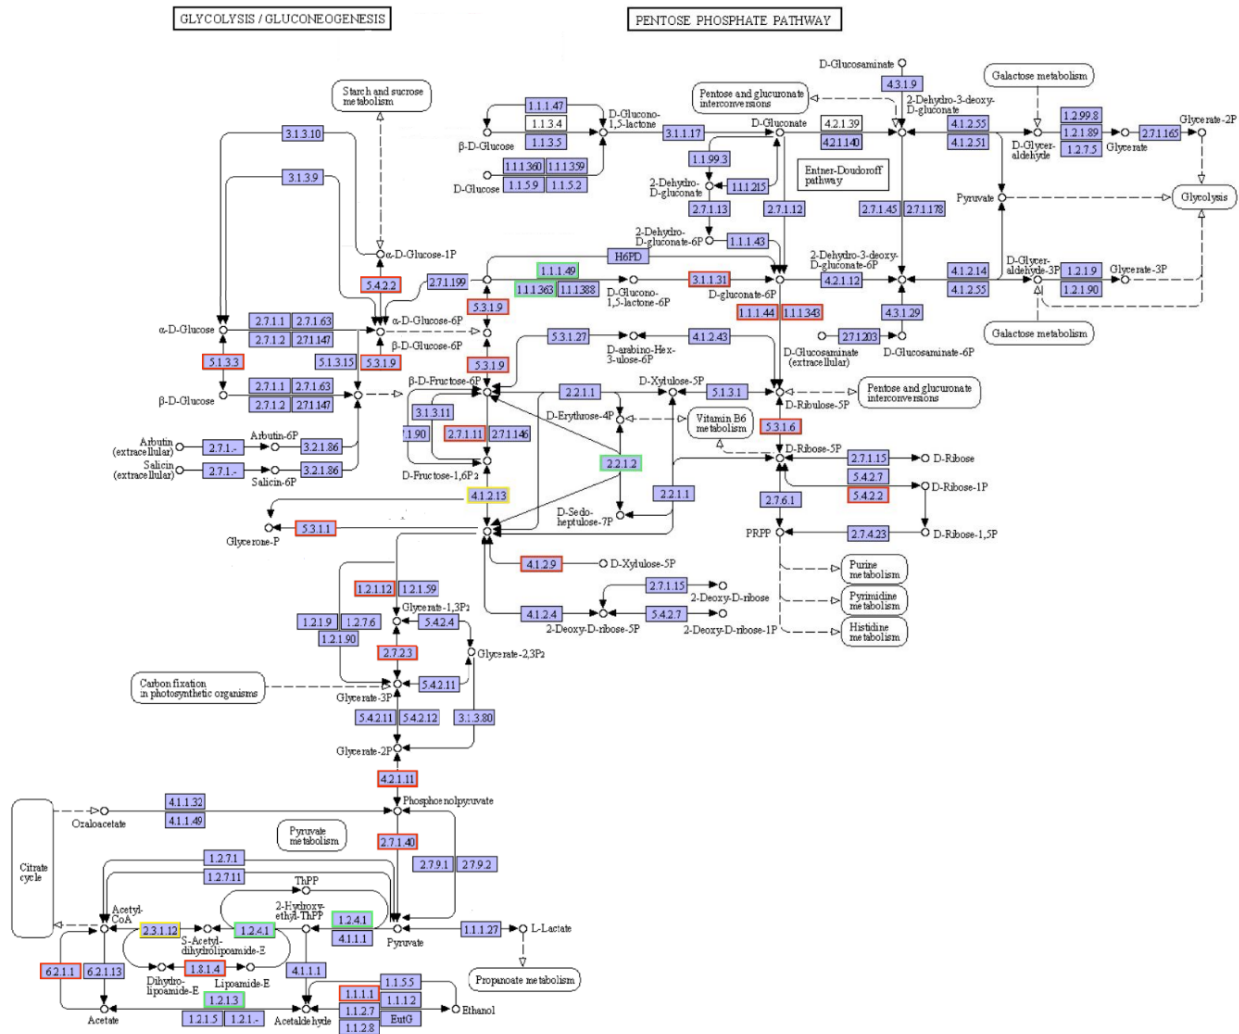 GLYCOLYSIS / GLUCONEOGENESIS
PENTOSE PHOSPHATE PATHWAY
Starch and sucrose
metabolism
3.1.3.10
3.1.3.9
α-D-Glucose-1P
5.4.2.2
2.7.1.199
α-D-Glucose
2.7.1.1
2.7.1.63
2.7.1.2
2.7.1.147
α-D-Glucose-6P
β-D-Glucose-6P
5.1.3.3
5.1.3.15
5.3.1.9
5.3.1.9
5.3.1.9
2.7.1.1
2.7.1.63
2.7.1.2
2.7.1.147
β-D-Glucose
β-D-Fructose-6P
Arbutin
(extracellular)
2.7.1.-
Arbutin-6P
3.2.1.86
Salicin
(extracellular)
2.7.1.-
Salicin-6P
3.2.1.86
3.1.3.11
7.1.90
2.7.1.11
2.7.1.146
D-Fructose-1,6P2
4.1.2.13
5.3.1.1
Glycerone-P
1.2.1.12
1.2.1.59
Glycerate-1,3P2
1.2.1.9
1.2.7.6
1.2.1.90
5.4.2.4
2.7.2.3
Glycerate-2,3P2
Carbon fixation
in photosynthetic organisms
5.4.2.11
Glycerate-3P
5.4.2.11
5.4.2.12
3.1.3.80
Glycerate-2P
4.2.1.11
4.1.1.32
4.1.1.49
Oxaloacetate
Phosphoenolpyruvate
Pyruvate
metabolism
2.7.1.40
Citrate
cycle
1.2.7.1
1.2.7.11
2.7.9.1
2.7.9.2
ThPP
Acetyl-
CoA
2-Hydroxy-
ethyl-ThPP
2.3.1.12
1.2.4.1
1.2.4.1
4.1.1.1
Pyruvate
1.1.1.27
L-Lactate
S-Acetyl-
dihydrolipoamide-E
6.2.1.1
6.2.1.13
1.8.1.4
Dihydro-
lipoamide-E
Lipoamide-E
4.1.1.1
Propanoate metabolism
1.2.1.3
1.2.1.5
1.2.1.-
Acetate
Acetaldehyde
1.1.5.5
1.1.1.1
1.1.1.2
1.1.2.7
EutG
1.1.2.8
Ethanol
D-Glucosaminate
4.3.1.9
Galactose metabolism
Pentose and glucuronate
interconversions
2-Dehydro-3-deoxy-
D-gluconate
1.1.1.47
1.1.3.4
1.1.3.5
β-D-Glucose
D-Glucono-
1,5-lactone
3.1.1.17
D-Gluconate
4.2.1.39
4.2.1.140
4.1.2.55
4.1.2.51
D-Glycer-
aldehyde
1.2.99.8
1.2.1.89
1.2.7.5
Glycerate
2.7.1.165
Glycerate-2P
1.1.1.360
1.1.1.359
1.1.5.9
1.1.5.2
D-Glucose
1.1.99.3
2-Dehydro-
D-gluconate
1.1.1.215
Entner-Doudoroff
pathway
Pyruvate
Glycolysis
2.7.1.13
2.7.1.12
2.7.1.45
2.7.1.178
2-Dehydro-
D-gluconate-6P
1.1.1.43
H6PD
1.1.1.49
1.1.1.363
1.1.1.388
D-Glucono-
1,5-lactone-6P
3.1.1.31
D-gluconate-6P
2-Dehydro-3-deoxy-
D-gluconate-6P
4.2.1.12
4.1.2.14
4.1.2.55
D-Glycer-
aldehyde-3P
1.2.1.9
1.2.1.90
Glycerate-3P
1.1.1.44
1.1.1.343
4.3.1.29
Galactose metabolism
5.3.1.27
D-arabino-Hex-
3-ulose-6P
4.1.2.43
D-Glucosaminate
(extracellular)
2.7.1.203
D-Glucosaminate-6P
2.2.1.1
D-Xylulose-5P
5.1.3.1
D-Ribulose-5P
Pentose and glucuronate
interconversions
D-Erythrose-4P
Vitamin B6
metabolism
5.3.1.6
D-Ribose-5P
2.2.1.2
2.7.1.15
D-Ribose
5.4.2.7
5.4.2.2
D-Ribose-1P
2.2.1.1
2.7.6.1
D-Sedo-
heptulose-7P
PRPP
2.7.4.23
D-Ribose-1,5P
4.1.2.9
D-Xylulose-5P
2.7.1.15
2-Deoxy-D-ribose
4.1.2.4
5.4.2.7
2-Deoxy-D-ribose-5P
2-Deoxy-D-ribose-1P
Purine
metabolism
Pyrimidine
metabolism
Histidine
metabolism